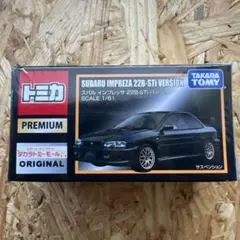 トミカ
PREMIUM
タカラトミーモール
ORIGINAL
SUBARU IMPREZA 22B-STi VERSION
スバル インプレッサ 22B-STi バージョン
SCALE 1/61
TAKARA TOMY
サスペンション